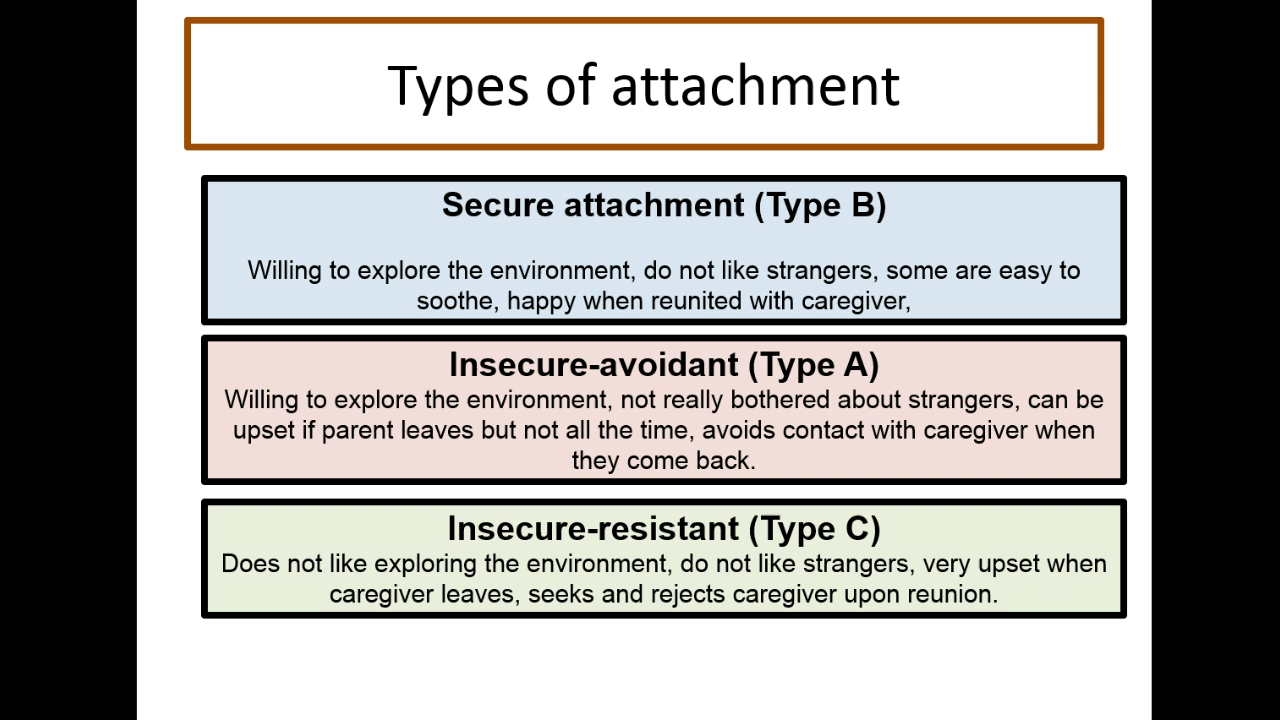 Types of attachment
Secure attachment (Type B)
Willing to explore the environment, do not like strangers, some are easy to
soothe, happy when reunited with caregiver,
Insecure-avoidant (Type A)
Willing to explore the environment, not really bothered about strangers, can be
upset if parent leaves but not all the time, avoids contact with caregiver when
they come back.
Insecure-resistant (Type C)
Does not like exploring the environment, do not like strangers, very upset when
caregiver leaves, seeks and rejects caregiver upon reunion.